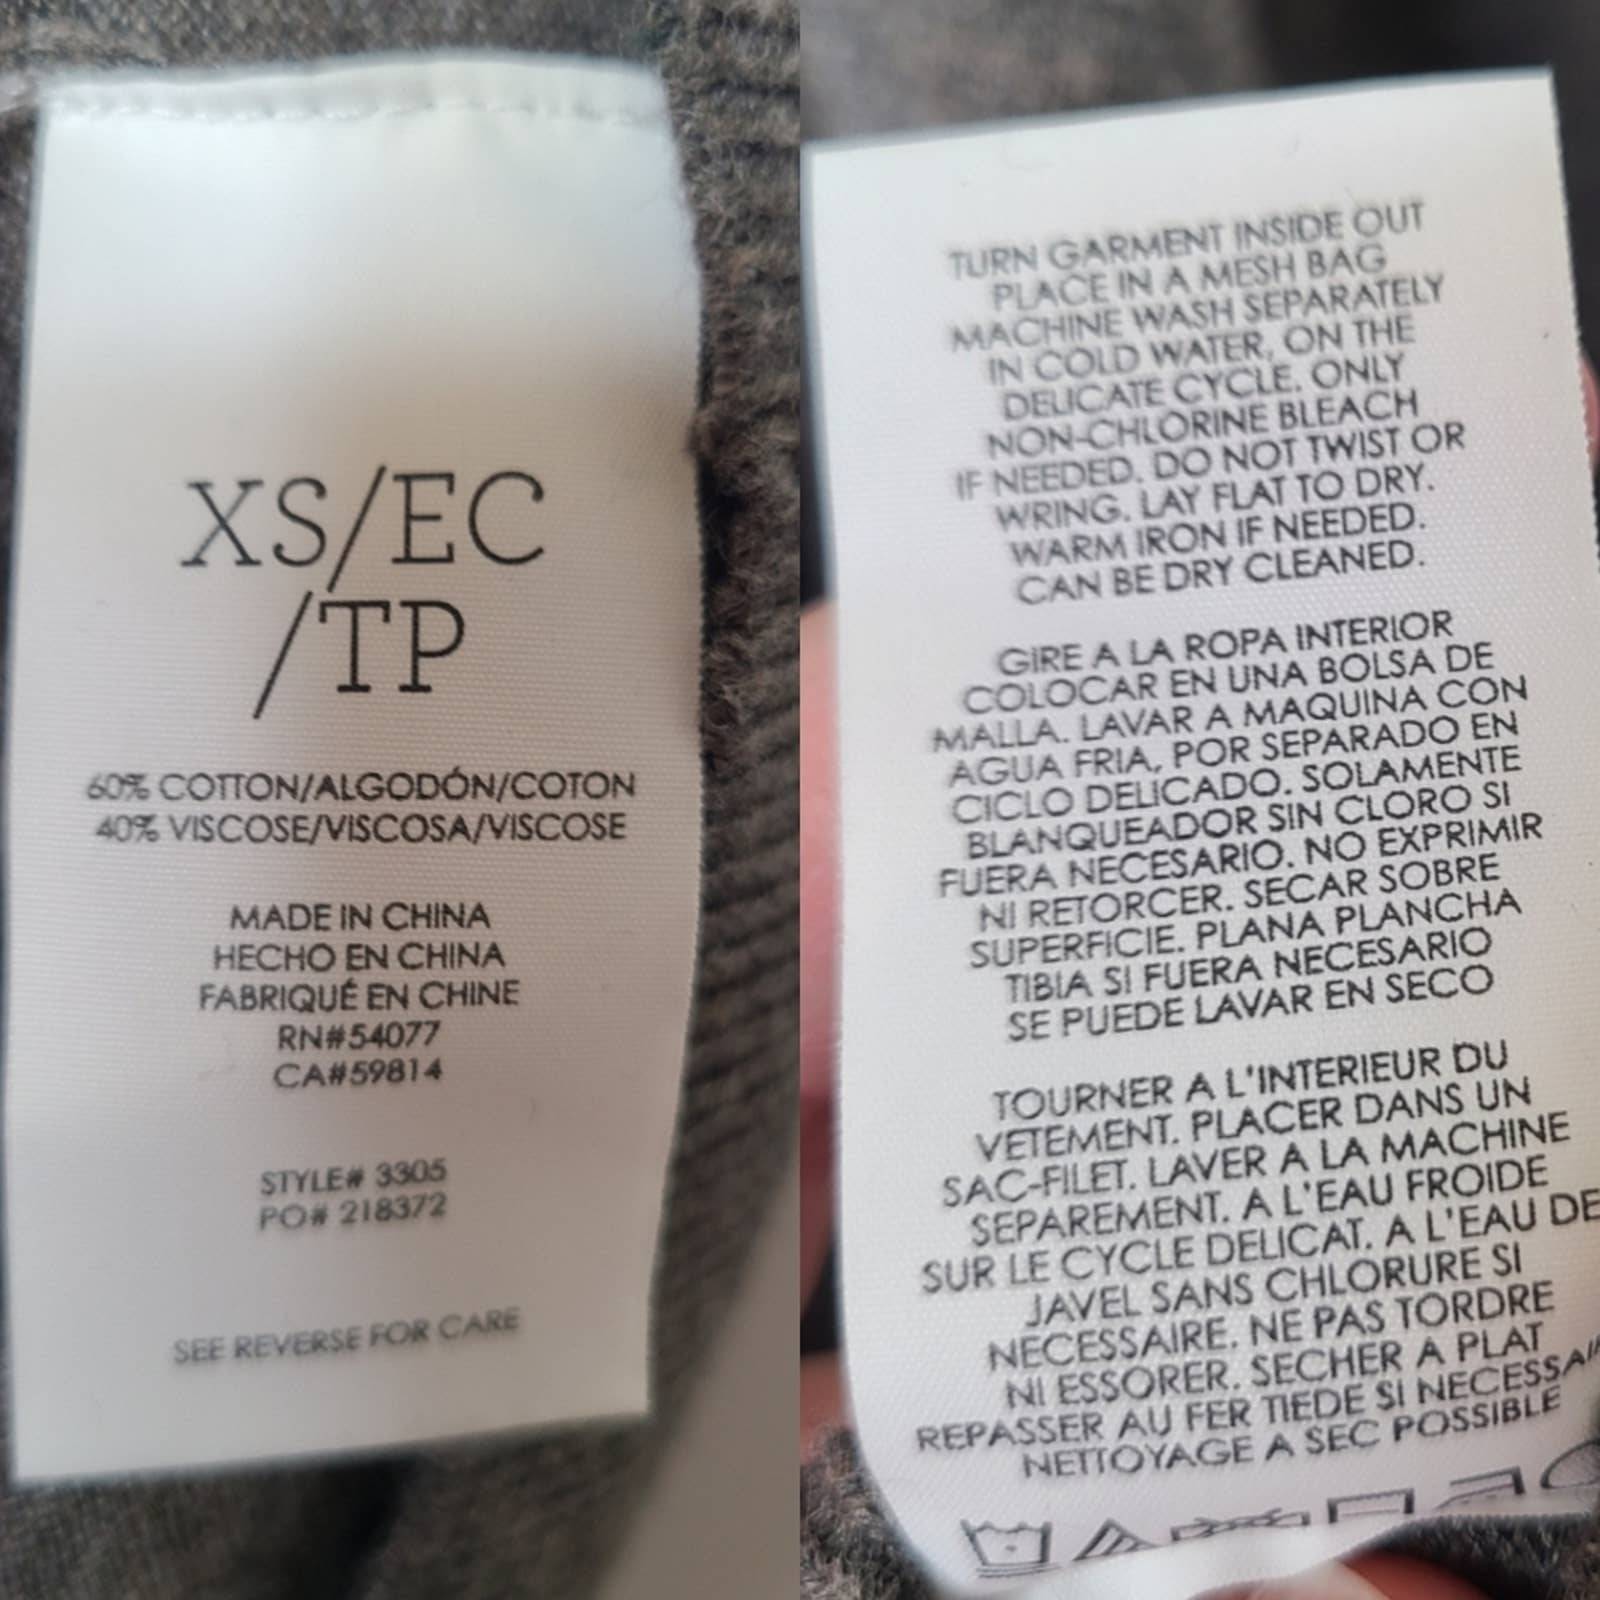 XS/EC
/TP
60% COTTON/ALGODÓN/COTON
40% VISCOSE/VISCOSA/VISCOSE
MADE IN CHINA
HECHO EN CHINA
FABRIQUÉ EN CHINE
RN#54077
CA#59814
STYLE# 3305
PO# 218372
SEE REVERSE FOR CARE
TURN GARMENT INSIDE OUT
PLACE IN A MESH BAG
MACHINE WASH SEPARATELY
IN COLD WATER, ON THE
DELICATE CYCLE. ONLY
NON-CHLORINE BLEACH
IF NEEDED. DO NOT TWIST OR
WRING. LAY FLAT TO DRY.
WARM IRON IF NEEDED.
CAN BE DRY CLEANED.
GIRE A LA ROPA INTERIOR
COLOCAR EN UNA BOLSA DE
MALLA. LAVAR A MAQUINA CON
AGUA FRIA, POR SEPARADO EN
CICLO DELICADO. SOLAMENTE
BLANQUEADOR SIN CLORO SI
FUERA NECESARIO. NO EXPRIMIR
NI RETORCER. SECAR SOBRE
SUPERFICIE. PLANA PLANCHA
TIBIA SI FUERA NECESARIO
SE PUEDE LAVAR EN SECO
TOURNER A L'INTERIEUR DU
VETEMENT. PLACER DANS UN
SAC-FILET. LAVER A LA MACHINE
SEPAREMENT. A L'EAU FROIDE
SUR LE CYCLE DELICAT. A L'EAU DE
JAVEL SANS CHLORURE SI
NECESSAIRE. NE PAS TORDRE
NI ESSORER. SECHER A PLAT
REPASSER AU FER TIEDE SI NECESSAI
NETTOYAGE A SEC POSSIBLE